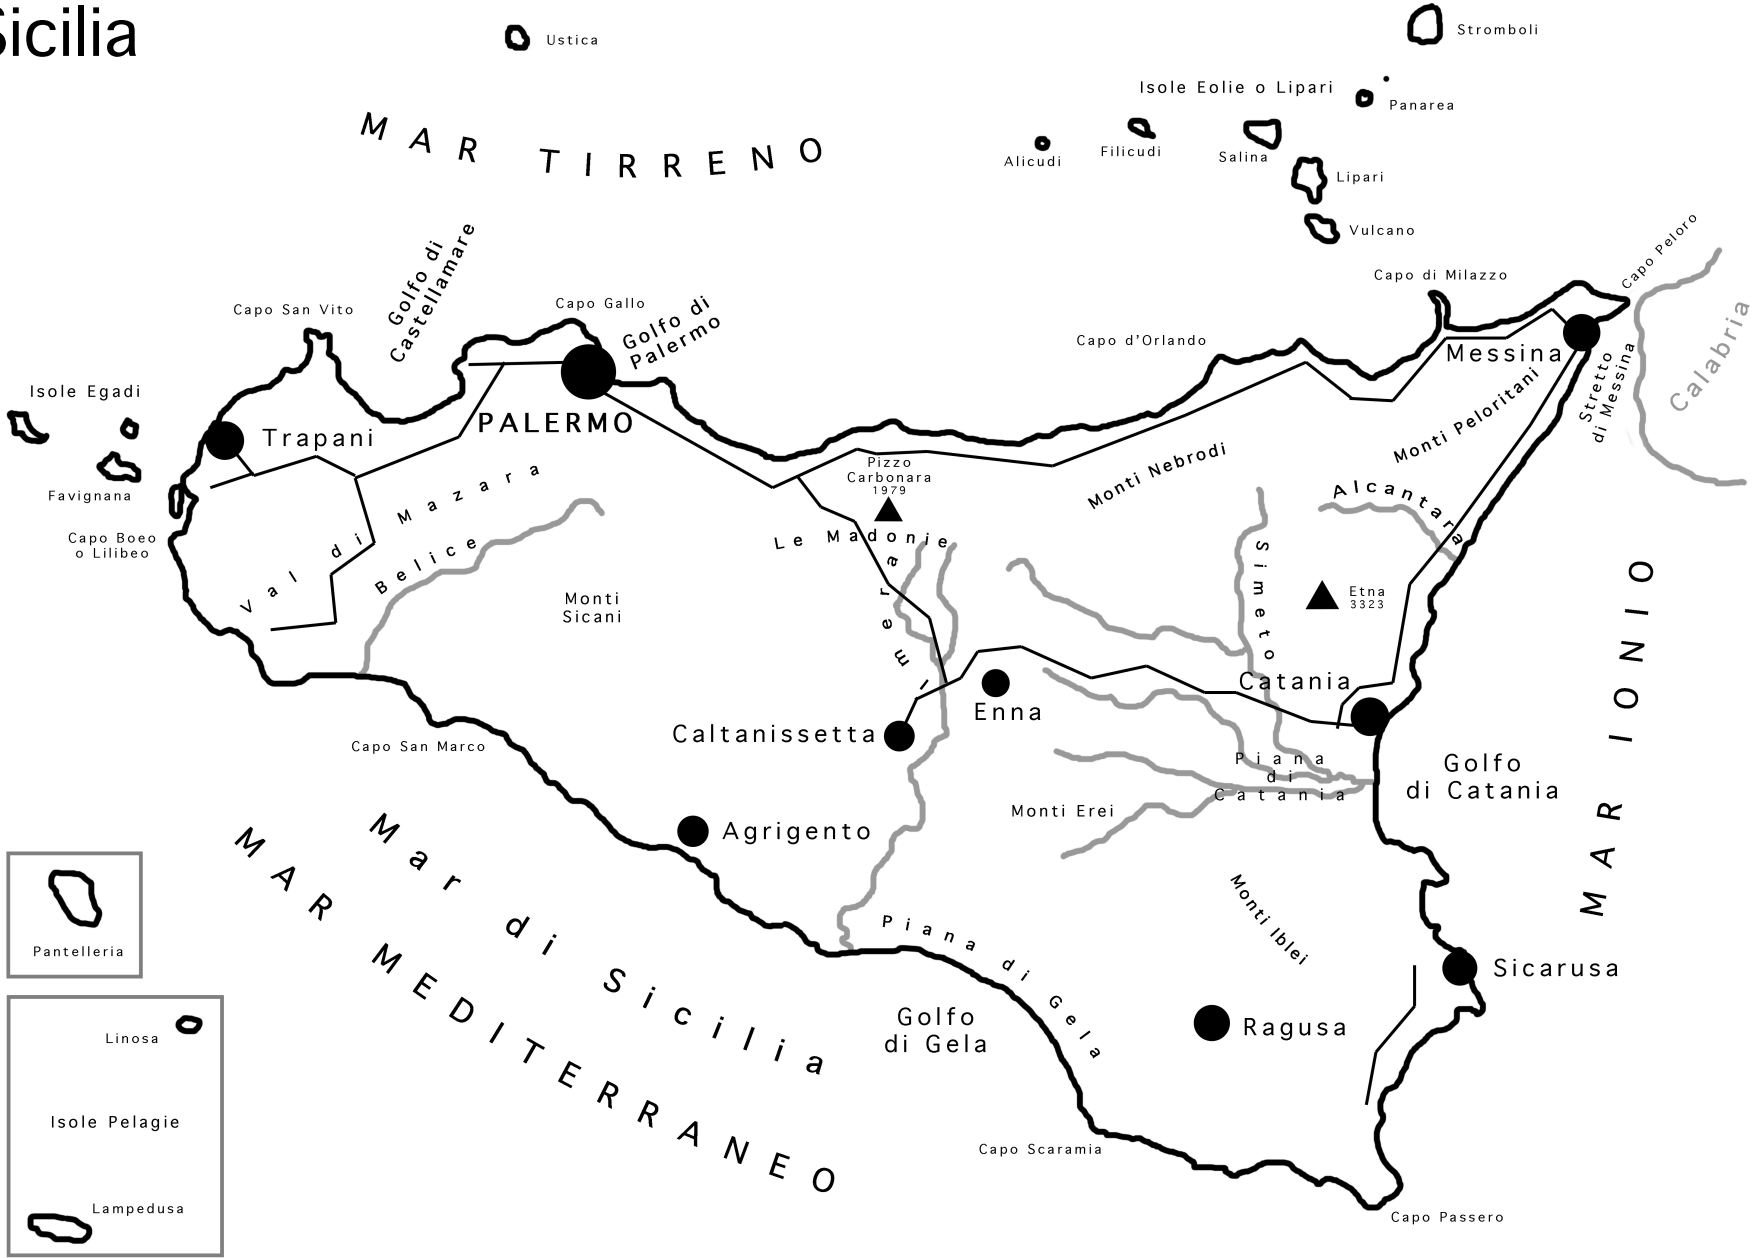 Sicilia
Ustica
Stromboli
Isole Eolie o Lipari
Panarea
Alicudi
Filicudi
Salina
Lipari
Vulcano
MAR TIRRENO
Golfo di
Castellamare
Capo San Vito
Capo Gallo
Golfo di
Palermo
Capo d'Orlando
Capo di Milazzo
Capo Peloro
Calabria
Messina
Stretto
di Messina
Isole Egadi
Favignana
Trapani
PALERMO
Capo Boeo
o Lilibeo
Val di Mazara
Belice
Monti
Sicani
Pizzo
Carbonara
1979
Le Madonie
Imera
Monti Nebrodi
Monti Peloritani
Alcantara
Simeto
Etna
3323
Catania
Enna
Caltanissetta
Agrigento
Capo San Marco
Monti Erei
Piana
di
Catania
Golfo
di Catania
MAR IONIO
Monti Iblei
Sicarusa
Ragusa
Piana di Gela
Golfo
di Gela
Mar di Sicilia
MAR MEDITERRANEO
Capo Scaramia
Capo Passero
Pantelleria
Linosa
Isole Pelagie
Lampedusa